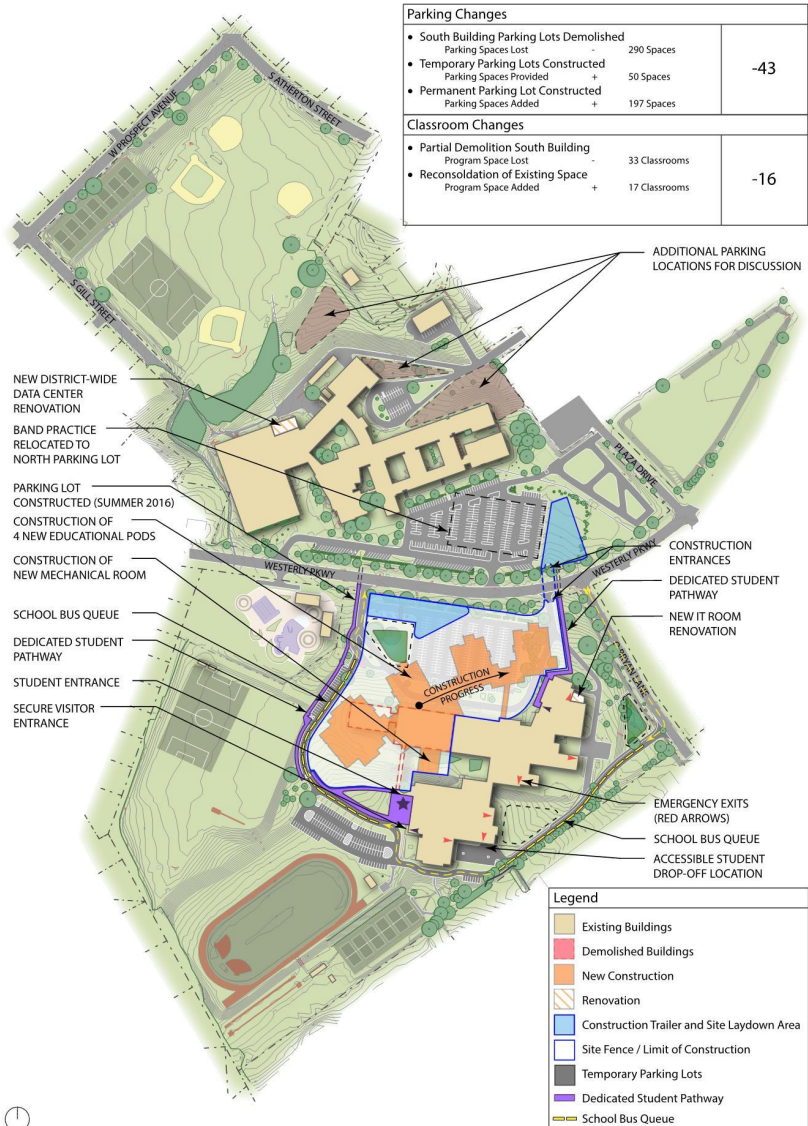 Parking Changes
• South Building Parking Lots Demolished
Parking Spaces Lost - 290 Spaces
• Temporary Parking Lots Constructed
Parking Spaces Provided + 50 Spaces
• Permanent Parking Lot Constructed
Parking Spaces Added + 197 Spaces
-43
Classroom Changes
• Partial Demolition South Building
Program Space Lost - 33 Classrooms
• Reconsoldation of Existing Space
Program Space Added + 17 Classrooms
-16
W PROSPECT AVENUE
S ATHERTON STREET
S GILL STREET
ADDITIONAL PARKING
LOCATIONS FOR DISCUSSION
NEW DISTRICT-WIDE
DATA CENTER
RENOVATION
BAND PRACTICE
RELOCATED TO
NORTH PARKING LOT
PLAZA DRIVE
PARKING LOT
CONSTRUCTED (SUMMER 2016)
CONSTRUCTION OF
4 NEW EDUCATIONAL PODS
CONSTRUCTION OF
NEW MECHANICAL ROOM
SCHOOL BUS QUEUE
DEDICATED STUDENT
PATHWAY
STUDENT ENTRANCE
SECURE VISITOR
ENTRANCE
WESTERLY PKWY
WESTERLY PKWY
CONSTRUCTION
ENTRANCES
DEDICATED STUDENT
PATHWAY
NEW IT ROOM
RENOVATION
CONSTRUCTION
PROGRESS
EMERGENCY EXITS
(RED ARROWS)
SCHOOL BUS QUEUE
ACCESSIBLE STUDENT
DROP-OFF LOCATION
Legend
Existing Buildings
Demolished Buildings
New Construction
Renovation
Construction Trailer and Site Laydown Area
Site Fence / Limit of Construction
Temporary Parking Lots
Dedicated Student Pathway
School Bus Queue